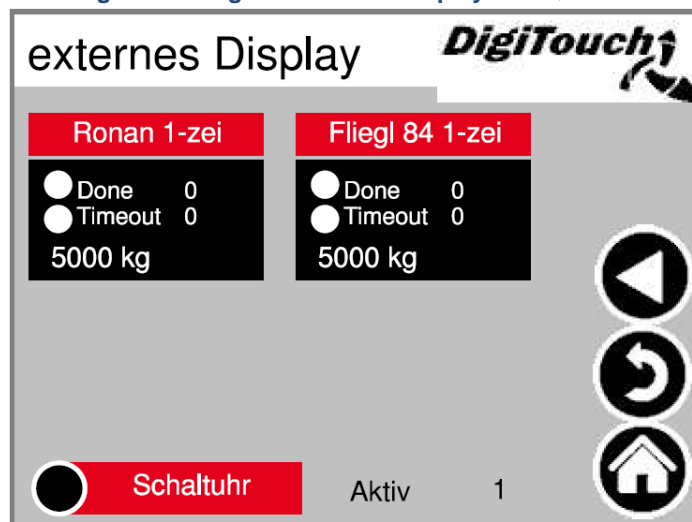 externes Display
DigiTouch
Ronan 1-zei
Fliegl 84 1-zei
Done 0
Timeout 0
5000 kg
Done 0
Timeout 0
5000 kg
Schaltuhr
Aktiv 1